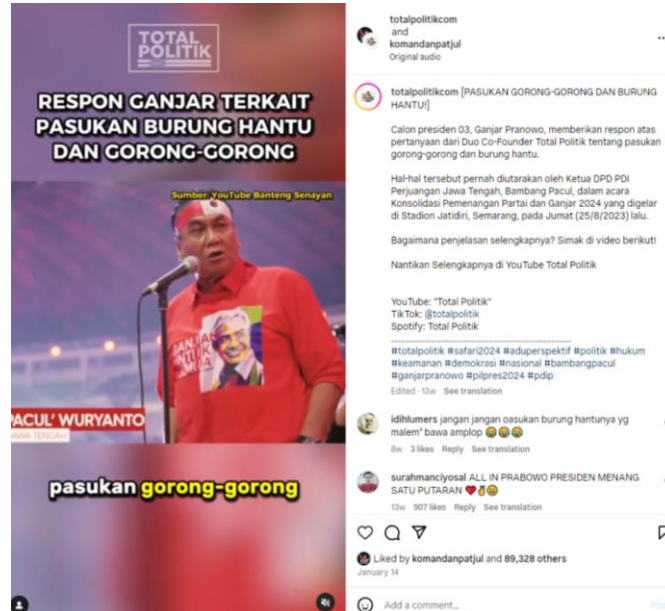 TOTAL
POLITIK
RESPON GANJAR TERKAIT
PASUKAN BURUNG HANTU
DAN GORONG-GORONG
Sumber: YouTube Banteng Senayan
GANJAR
UNTUK
SEMUA
PACUL' WURYANTO
JAWA TENGAH
pasukan gorong-gorong
totalpolitikcom
and
komandanpatjul
Original audio
totalpolitikcom [PASUKAN GORONG-GORONG DAN BURUNG
HANTU!]
Calon presiden 03, Ganjar Pranowo, memberikan respon atas
pertanyaan dari Duo Co-Founder Total Politik tentang pasukan
gorong-gorong dan burung hantu.
Hal-hal tersebut pernah diutarakan oleh Ketua DPD PDI
Perjuangan Jawa Tengah, Bambang Pacul, dalam acara
Konsolidasi Pemenangan Partai dan Ganjar 2024 yang digelar
di Stadion Jatidiri, Semarang, pada Jumat (25/8/2023) lalu.
Bagaimana penjelasan selengkapnya? Simak di video berikut!
Nantikan Selengkapnya di YouTube Total Politik
YouTube: "Total Politik"
TikTok: @totalpolitik
Spotify: Total Politik
#totalpolitik #safari2024 #aduperspektif #politik #hukum
#keamanan #demokrasi #nasional #bambangpacul
#ganjarpranowo #pilpres2024 #pdip
Edited · 13w See translation
idihlumers jangan jangan oasukan burung hantunya yg
malem" bawa amplop 😂😂😂
8w 3 likes Reply See translation
surahmanciyosal ALL IN PRABOWO PRESIDEN MENANG
SATU PUTARAN ❤️✌️😄
13w 907 likes Reply See translation
Liked by komandanpatjul and 89,328 others
January 14
Add a comment...